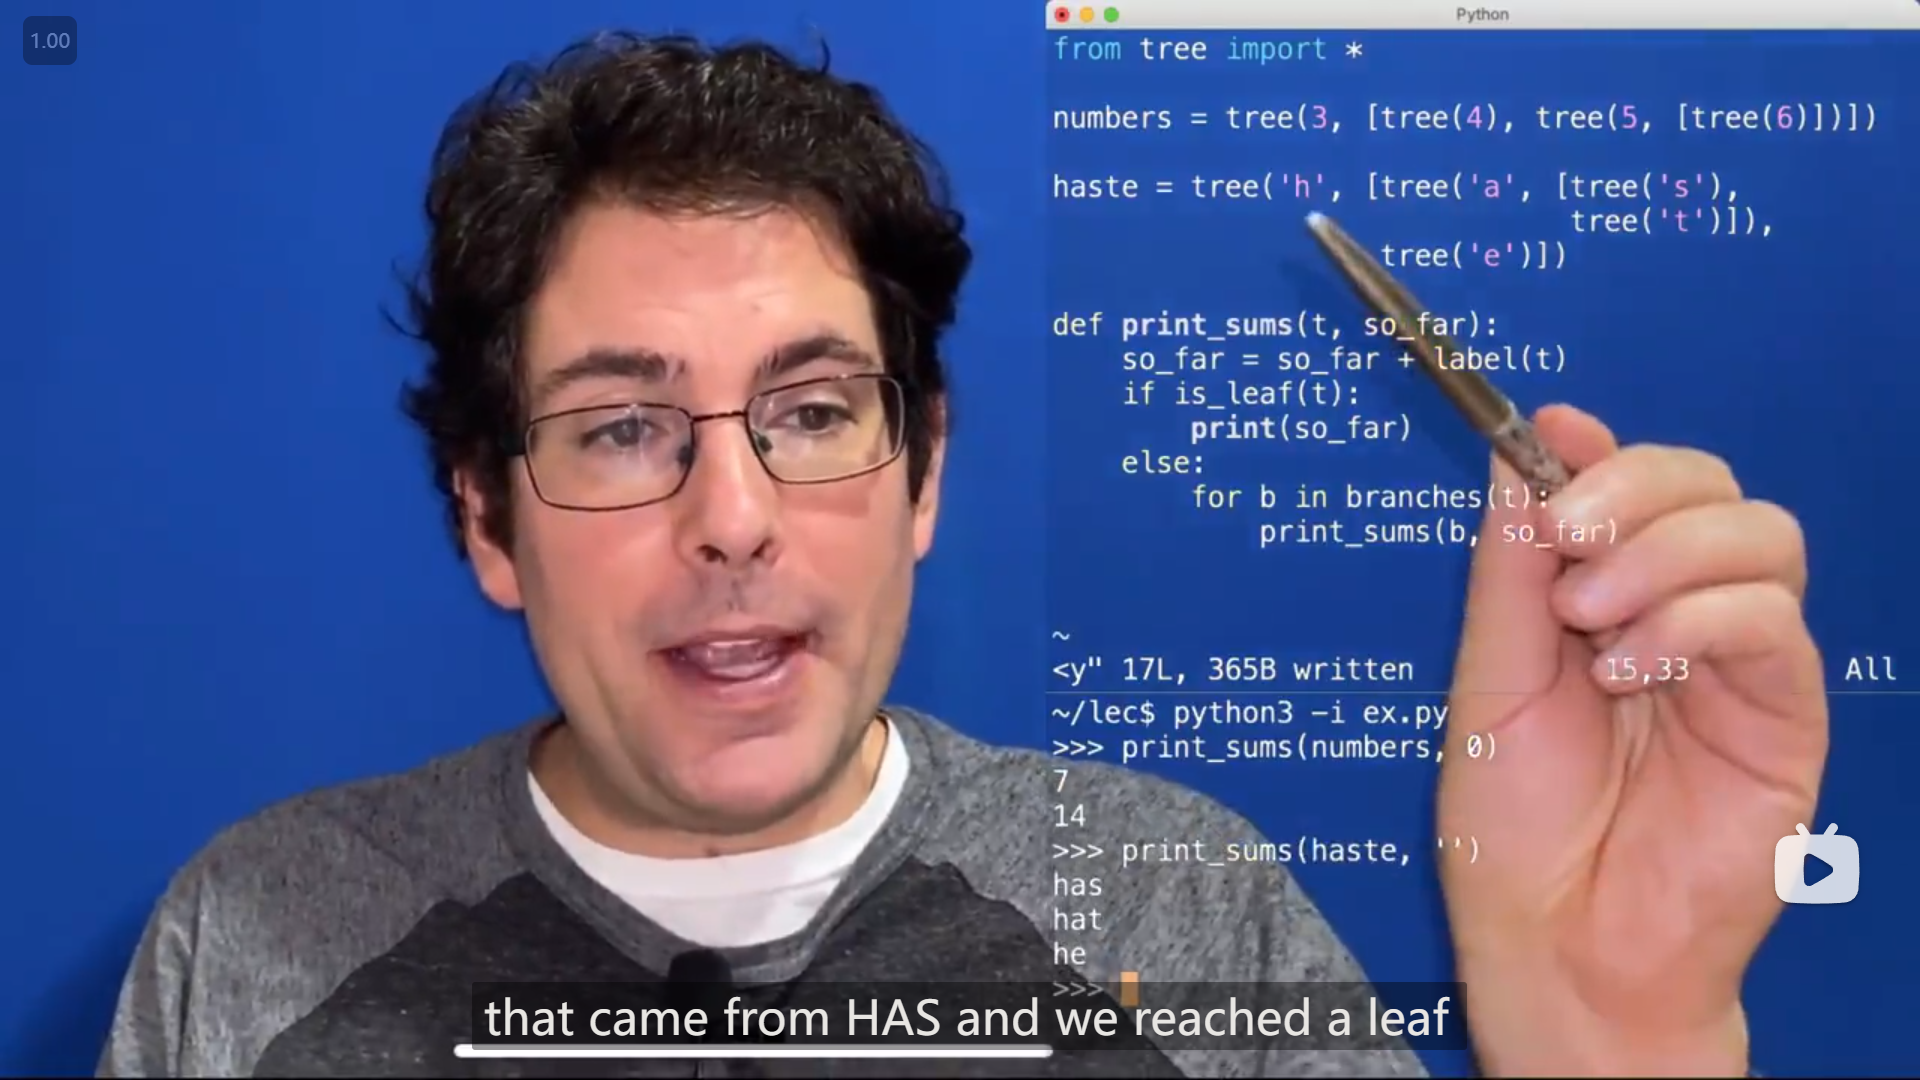 1.00
Python
from tree import *
numbers = tree(3, [tree(4), tree(5, [tree(6)])])
haste = tree('h', [tree('a', [tree('s'),
tree('t')]),
tree('e')])
def print_sums(t, so_far):
so_far = so_far + label(t)
if is_leaf(t):
print(so_far)
else:
for b in branches(t):
print_sums(b, so_far)
~
<y" 17L, 365B written 15,33 All
~/lec$ python3 -i ex.py
>>> print_sums(numbers, 0)
7
14
>>> print_sums(haste, '')
has
hat
he
>>>
that came from HAS and we reached a leaf